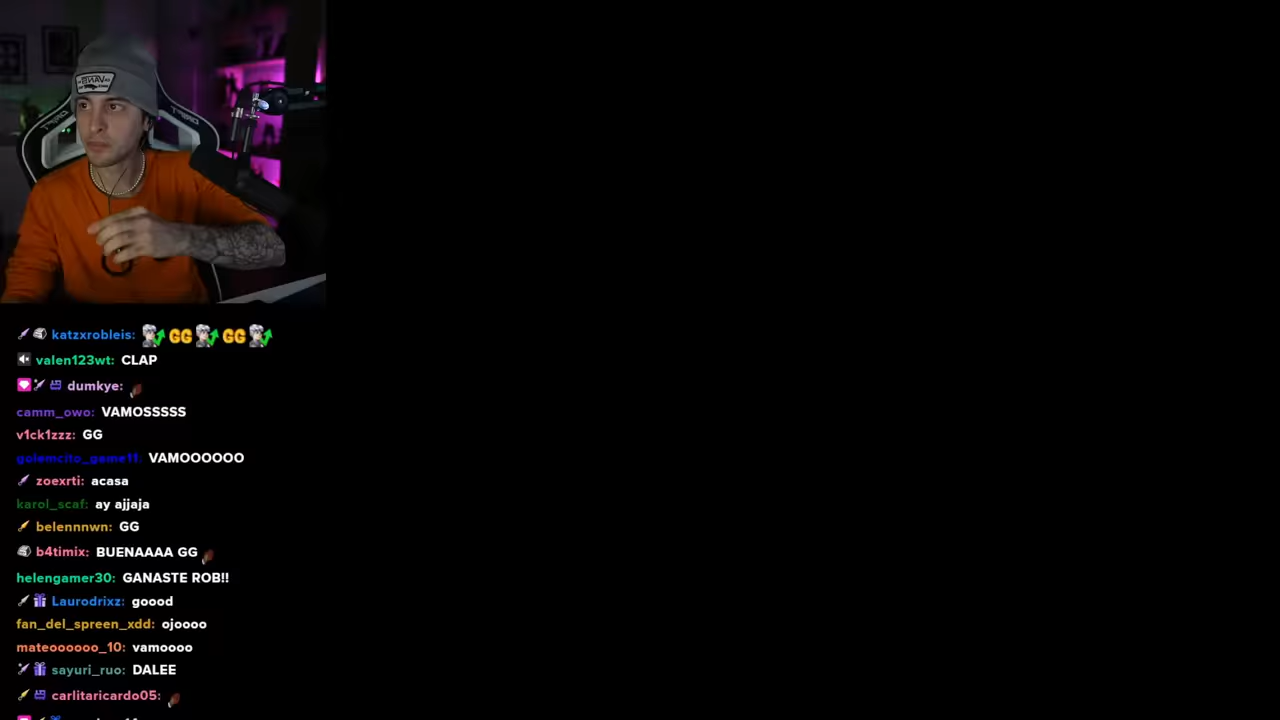 katzxrobleis: GG GG
valen123wt: CLAP
dumkye:
camm_owo: VAMOSSSSS
v1ck1zzz: GG
golemcito_game11: VAMOOOOOO
zoexrti: acasa
karol_scaf: ay ajjaja
belennnwn: GG
b4timix: BUENAAAA GG
helengamer30: GANASTE ROB!!
Laurodrixz: goood
fan_del_spreen_xdd: ojoooo
mateoooooo_10: vamoooo
sayuri_ruo: DALEE
carlitaricardo05: